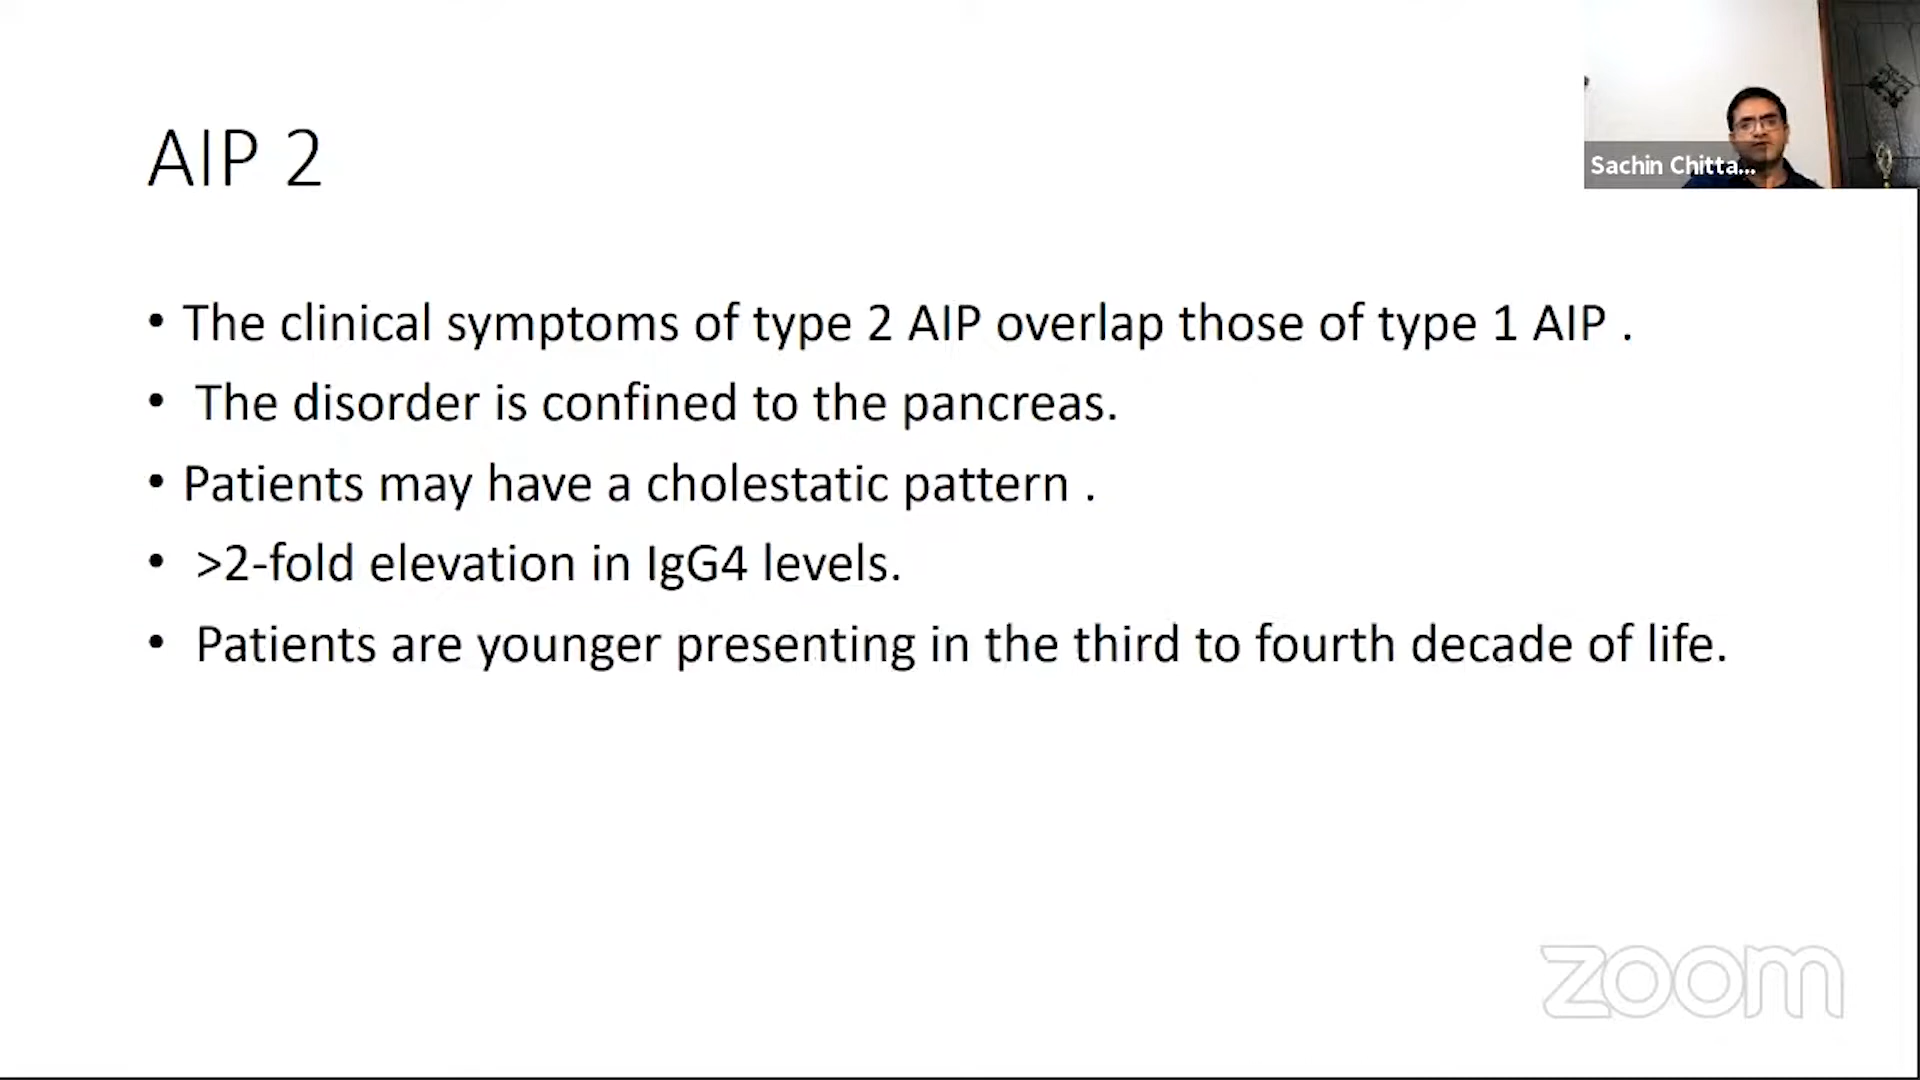 AIP 2
Sachin Chitta...
• The clinical symptoms of type 2 AIP overlap those of type 1 AIP .
• The disorder is confined to the pancreas.
• Patients may have a cholestatic pattern .
• >2-fold elevation in IgG4 levels.
• Patients are younger presenting in the third to fourth decade of life.
zoom